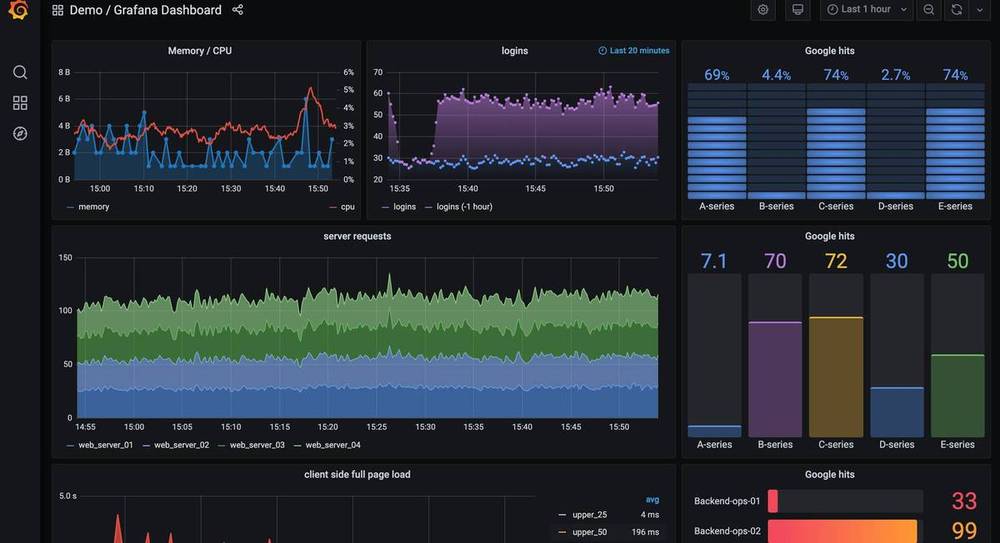 Demo / Grafana Dashboard
Last 1 hour
Memory / CPU
8 B
6 B
4 B
2 B
0 B
6%
5%
4%
3%
2%
1%
0%
15:00 15:10 15:20 15:30 15:40 15:50
memory cpu
logins
Last 20 minutes
70
60
50
40
30
20
15:35 15:40 15:45 15:50
logins logins (-1 hour)
Google hits
69% 4.4% 74% 2.7% 74%
A-series B-series C-series D-series E-series
server requests
150
100
50
0
14:55 15:00 15:05 15:10 15:15 15:20 15:25 15:30 15:35 15:40 15:45 15:50
web_server_01 web_server_02 web_server_03 web_server_04
Google hits
7.1 70 72 30 50
A-series B-series C-series D-series E-series
client side full page load
5.0 s
avg
upper_25 4 ms
upper_50 196 ms
Google hits
Backend-ops-01 33
Backend-ops-02 99